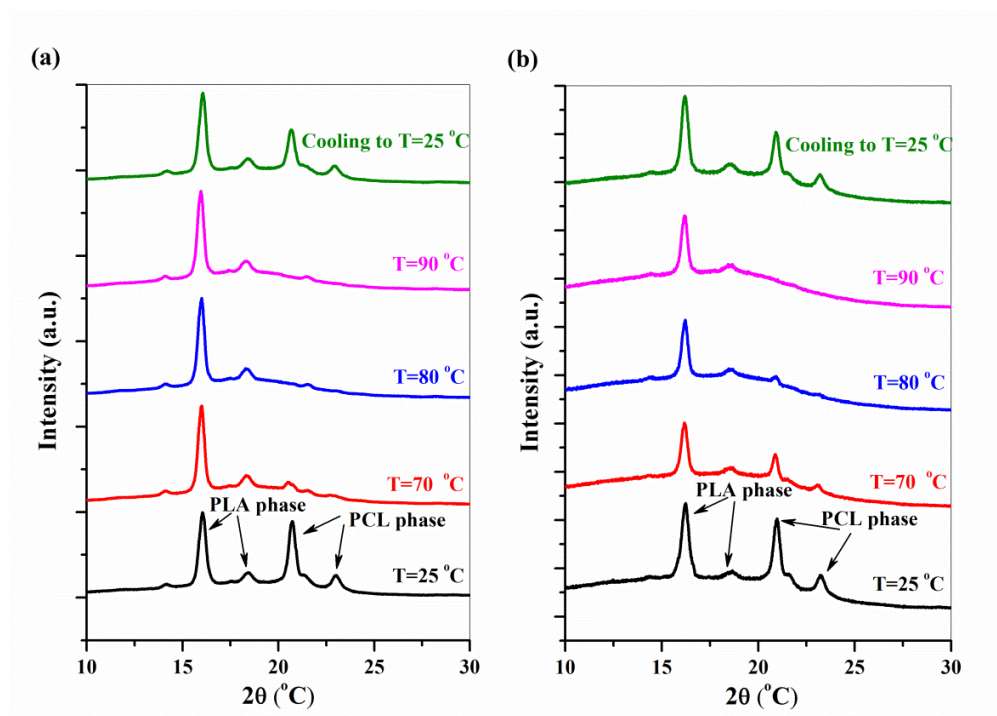 (a)
Cooling to T=25 °C
T=90 °C
T=80 °C
T=70 °C
PLA phase
PCL phase
T=25 °C
Intensity (a.u.)
10 15 20 25 30
2θ (°C)
(b)
Cooling to T=25 °C
T=90 °C
T=80 °C
T=70 °C
PLA phase
PCL phase
T=25 °C
Intensity (a.u.)
10 15 20 25 30
2θ (°C)